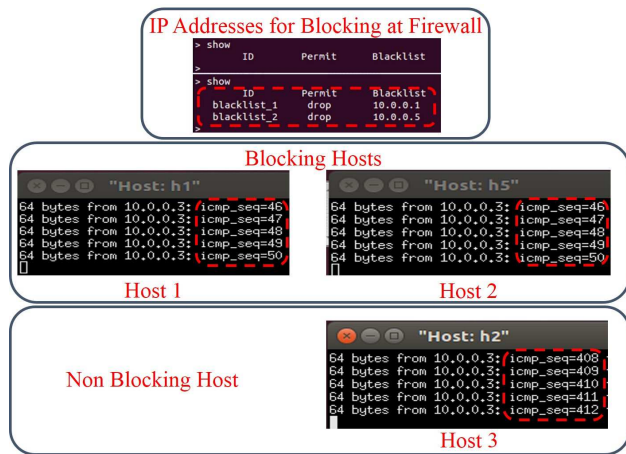 IP Addresses for Blocking at Firewall
> show
ID Permit Blacklist
>
> show
ID Permit Blacklist
blacklist_1 drop 10.0.0.1
blacklist_2 drop 10.0.0.5
>
Blocking Hosts
"Host: h1"
64 bytes from 10.0.0.3: icmp_seq=46
64 bytes from 10.0.0.3: icmp_seq=47
64 bytes from 10.0.0.3: icmp_seq=48
64 bytes from 10.0.0.3: icmp_seq=49
64 bytes from 10.0.0.3: icmp_seq=50
Host 1
"Host: h5"
64 bytes from 10.0.0.3: icmp_seq=46
64 bytes from 10.0.0.3: icmp_seq=47
64 bytes from 10.0.0.3: icmp_seq=48
64 bytes from 10.0.0.3: icmp_seq=49
64 bytes from 10.0.0.3: icmp_seq=50
Host 2
Non Blocking Host
"Host: h2"
64 bytes from 10.0.0.3: icmp_seq=408
64 bytes from 10.0.0.3: icmp_seq=409
64 bytes from 10.0.0.3: icmp_seq=410
64 bytes from 10.0.0.3: icmp_seq=411
64 bytes from 10.0.0.3: icmp_seq=412
Host 3